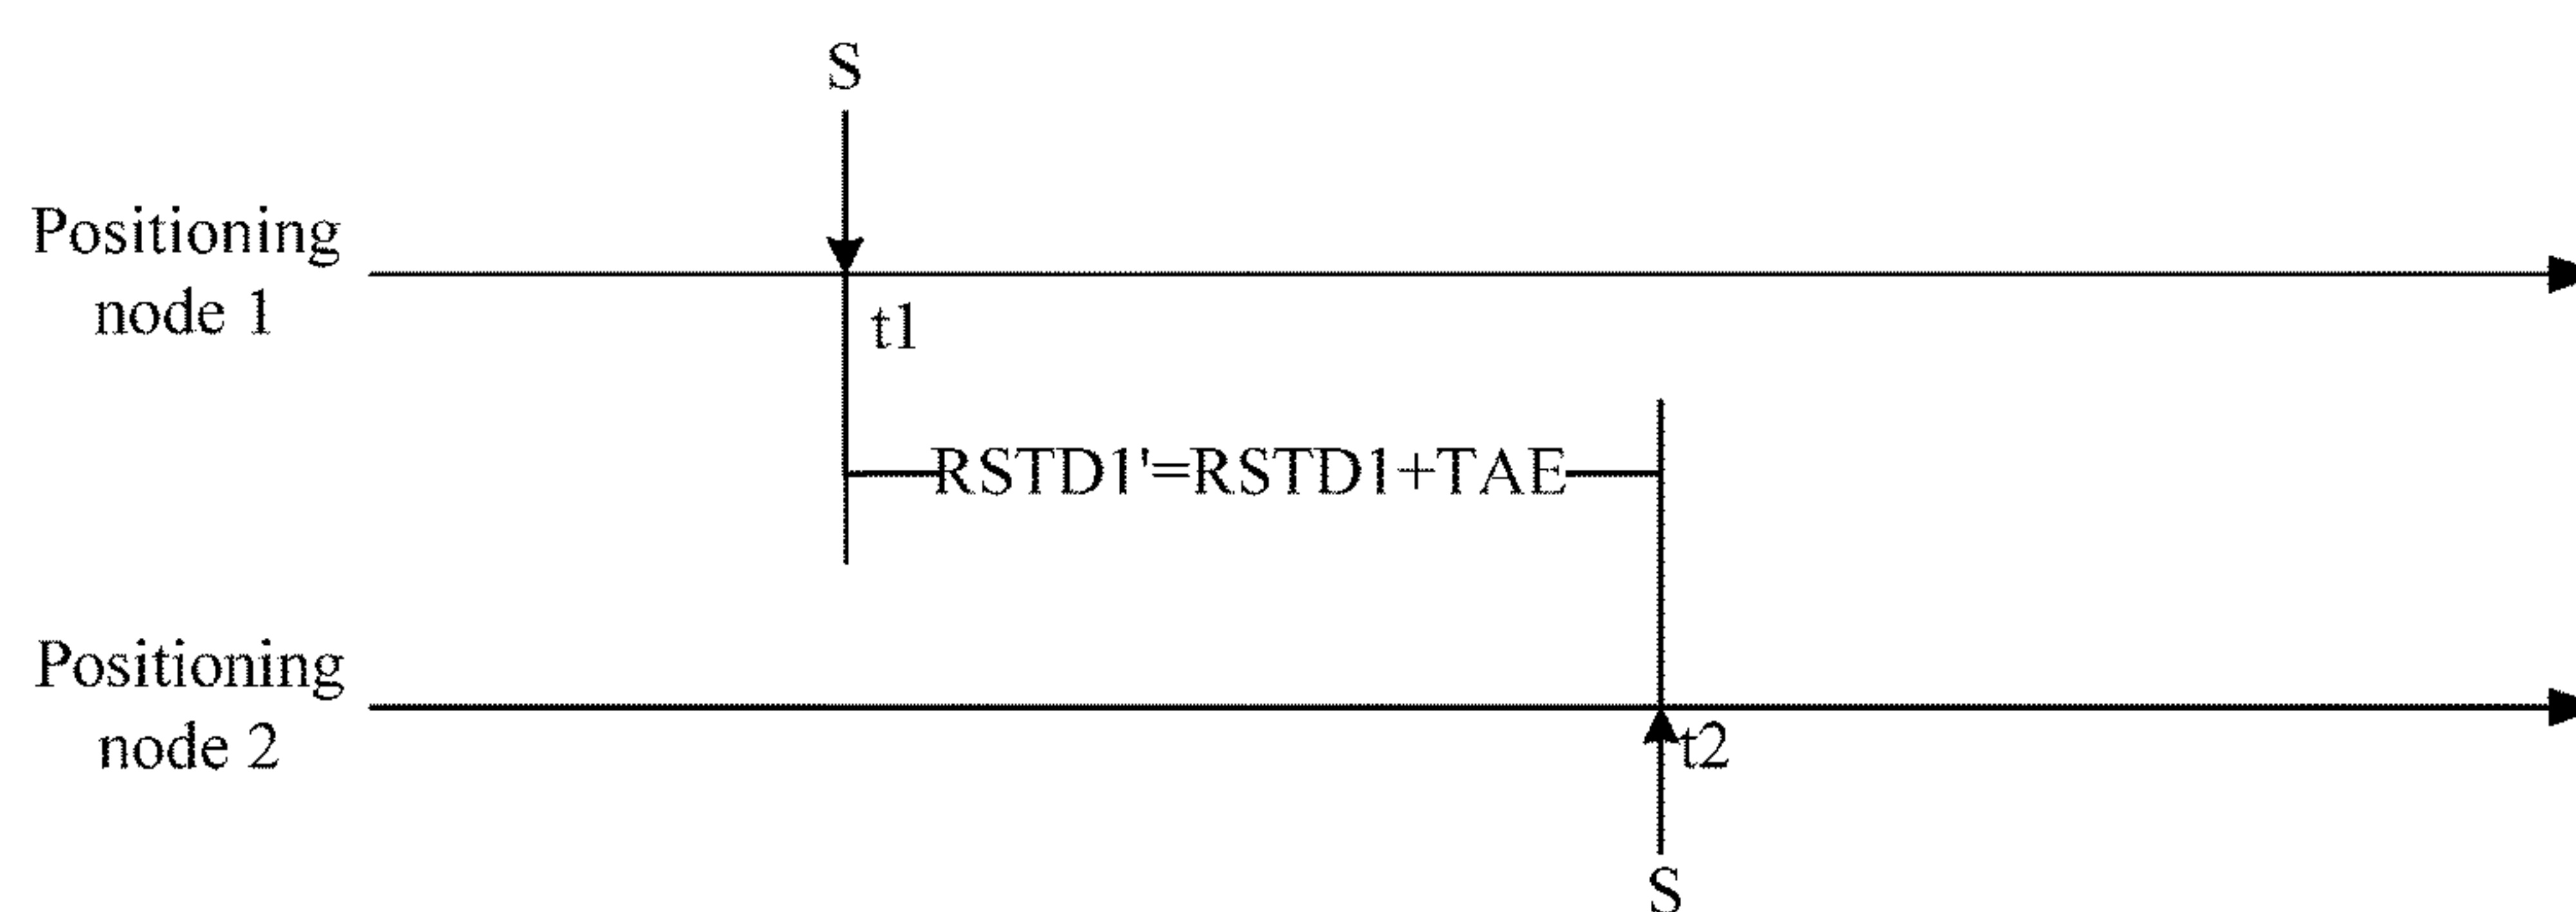 S
Positioning
node 1
t1
RSTD1'=RSTD1+TAE
Positioning
node 2
t2
S